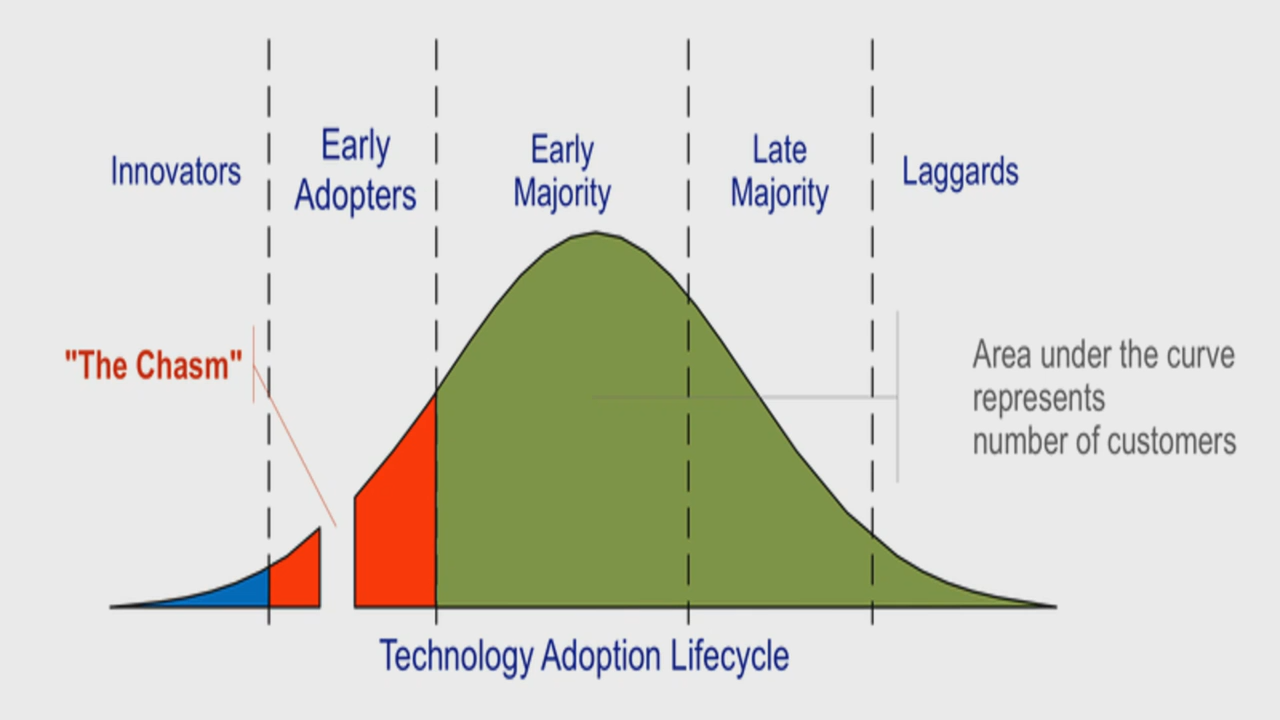 Innovators
Early
Adopters
Early
Majority
Late
Majority
Laggards
"The Chasm"
Area under the curve
represents
number of customers
Technology Adoption Lifecycle